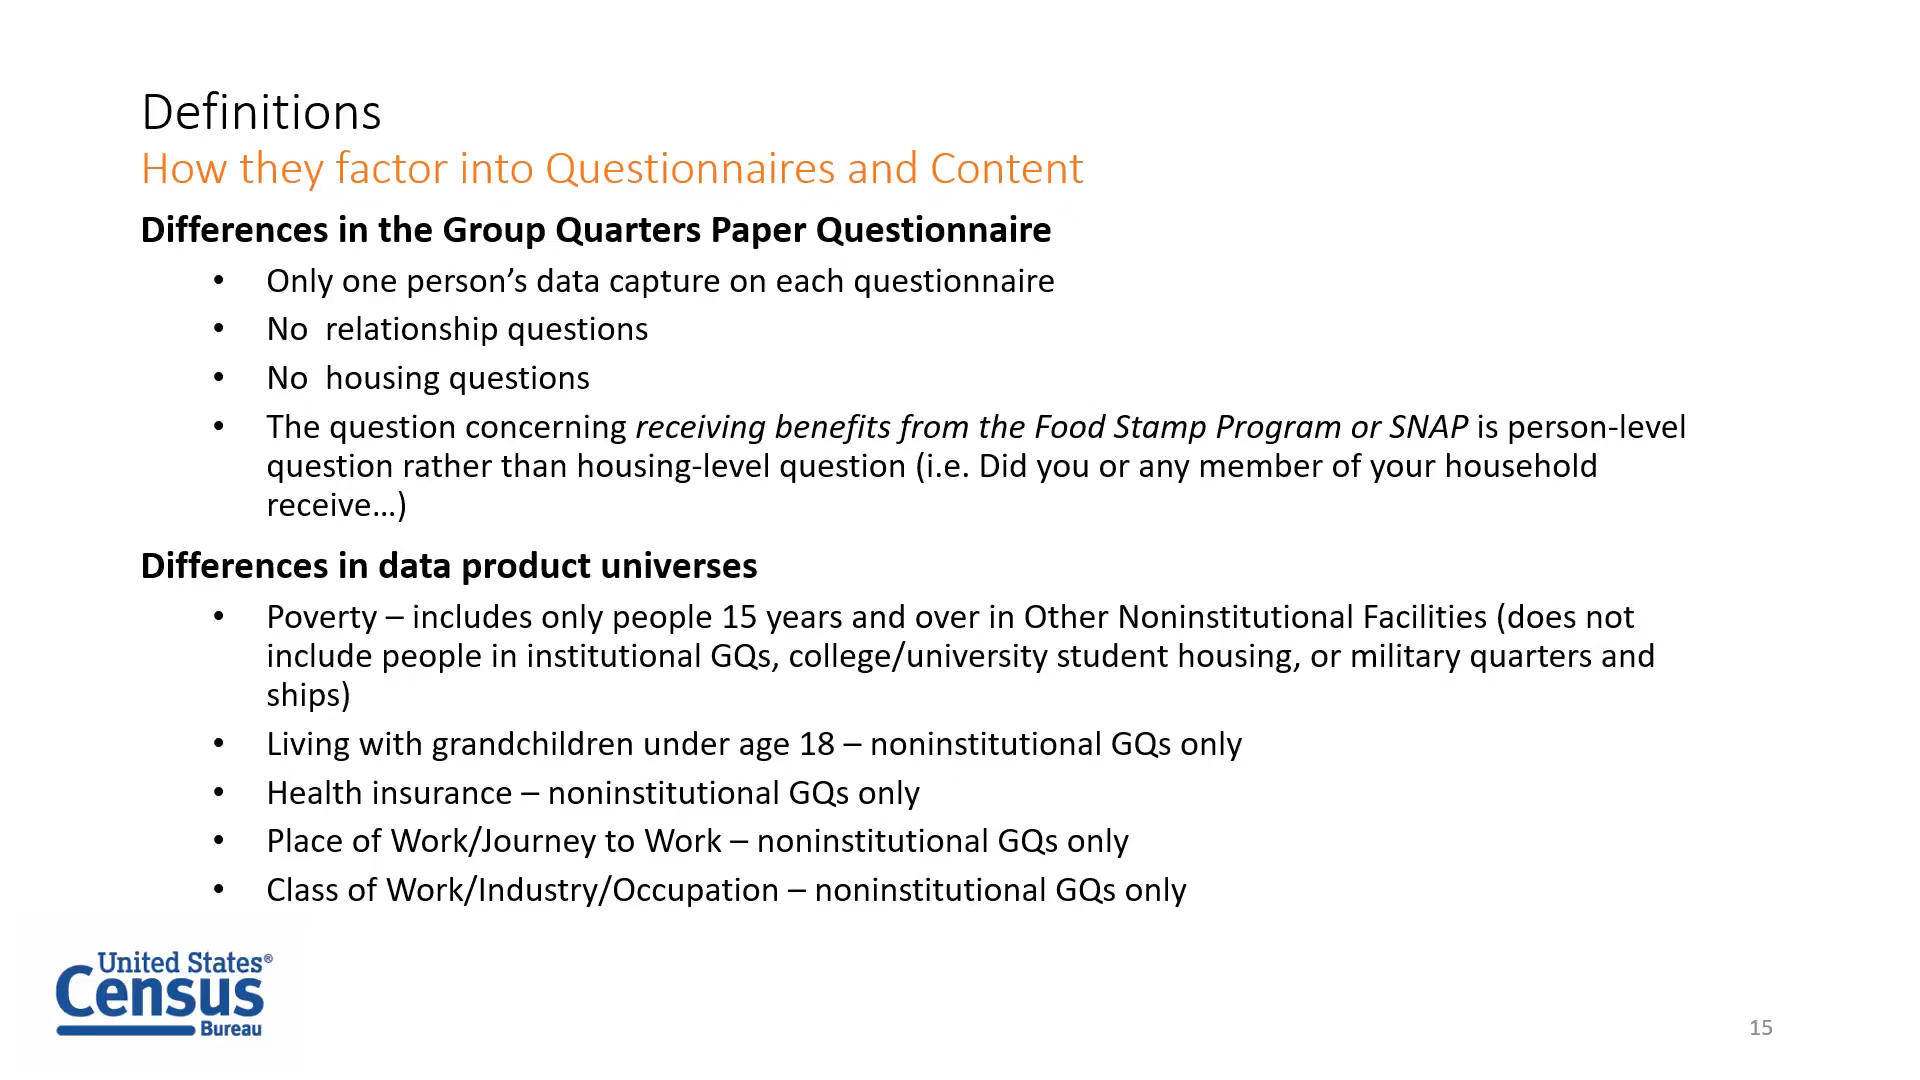 Definitions
How they factor into Questionnaires and Content
Differences in the Group Quarters Paper Questionnaire
• Only one person’s data capture on each questionnaire
• No  relationship questions
• No  housing questions
• The question concerning receiving benefits from the Food Stamp Program or SNAP is person-level
question rather than housing-level question (i.e. Did you or any member of your household
receive…)
Differences in data product universes
• Poverty – includes only people 15 years and over in Other Noninstitutional Facilities (does not
include people in institutional GQs, college/university student housing, or military quarters and
ships)
• Living with grandchildren under age 18 – noninstitutional GQs only
• Health insurance – noninstitutional GQs only
• Place of Work/Journey to Work – noninstitutional GQs only
• Class of Work/Industry/Occupation – noninstitutional GQs only
United States®
Census
Bureau
15